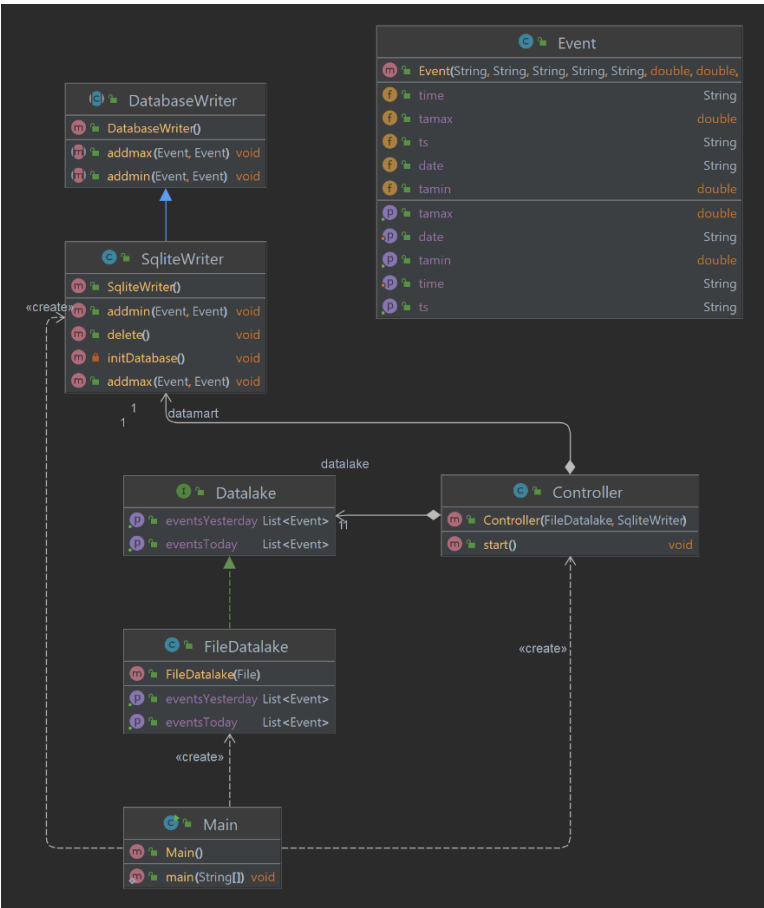 Event
Event(String, String, String, String, String, double, double,
time String
tamax double
ts String
date String
tamin double
tamax double
date String
tamin double
time String
ts String
DatabaseWriter
DatabaseWriter()
addmax(Event, Event) void
addmin(Event, Event) void
SqliteWriter
SqliteWriter()
«create»
addmin(Event, Event) void
delete() void
initDatabase() void
addmax(Event, Event) void
1
1
datamart
datalake
Datalake
eventsYesterday List<Event>
eventsToday List<Event>
11
Controller
Controller(FileDatalake, SqliteWriter)
start() void
FileDatalake
FileDatalake(File)
eventsYesterday List<Event>
eventsToday List<Event>
«create»
«create»
Main
Main()
main(String[]) void